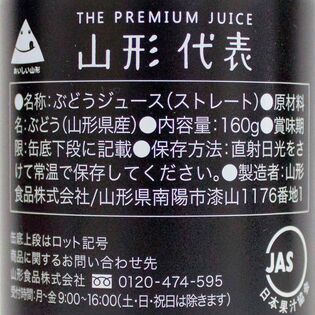 THE PREMIUM JUICE
山形代表
おいしい山形
●名称:ぶどうジュース(ストレート)●原材料
名:ぶどう(山形県産)●内容量:160g●賞味期
限:缶底下段に記載●保存方法:直射日光をさ
けて常温で保存してください。●製造者:山形
食品株式会社/山形県南陽市漆山1176番地1
缶底上段はロット記号
商品に関するお問い合わせ先
山形食品株式会社 0120-474-595
受付時間:月~金 9:00~16:00(土・日・祝日は除きます)
JAS
日本果汁協会